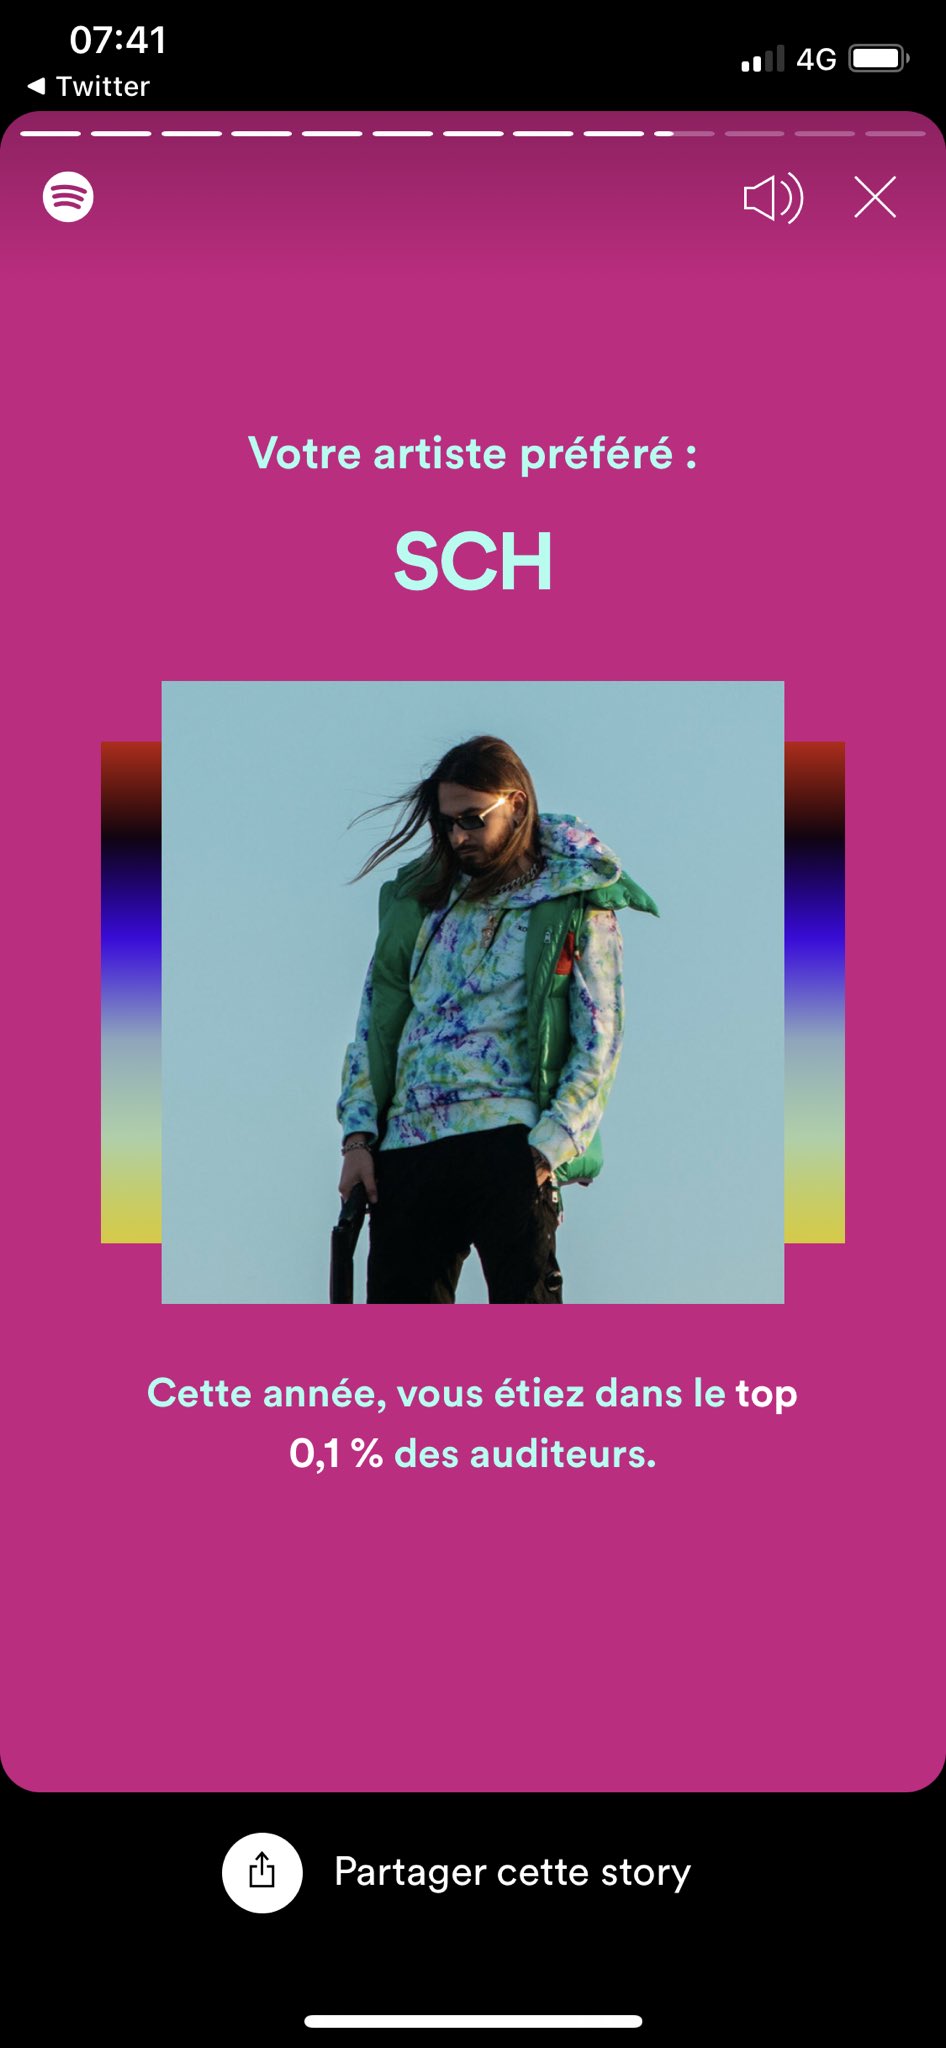 07:41
4G
◀ Twitter
Votre artiste préféré :
SCH
Cette année, vous étiez dans le top
0,1 % des auditeurs.
Partager cette story